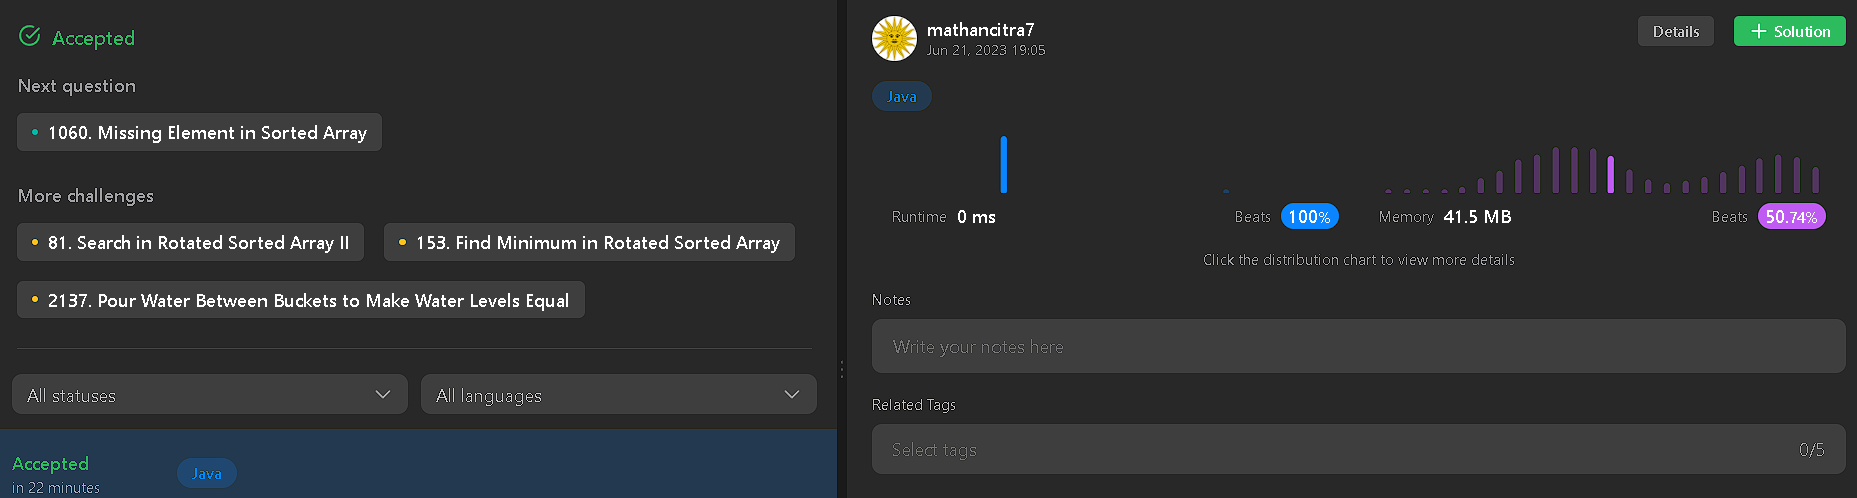 Accepted
Next question
1060. Missing Element in Sorted Array
More challenges
81. Search in Rotated Sorted Array II
153. Find Minimum in Rotated Sorted Array
2137. Pour Water Between Buckets to Make Water Levels Equal
All statuses
All languages
Accepted
Java
in 22 minutes
mathancitra7
Jun 21, 2023 19:05
Details
+ Solution
Java
Runtime 0 ms
Beats 100%
Memory 41.5 MB
Beats 50.74%
Click the distribution chart to view more details
Notes
Write your notes here
Related Tags
Select tags
0/5